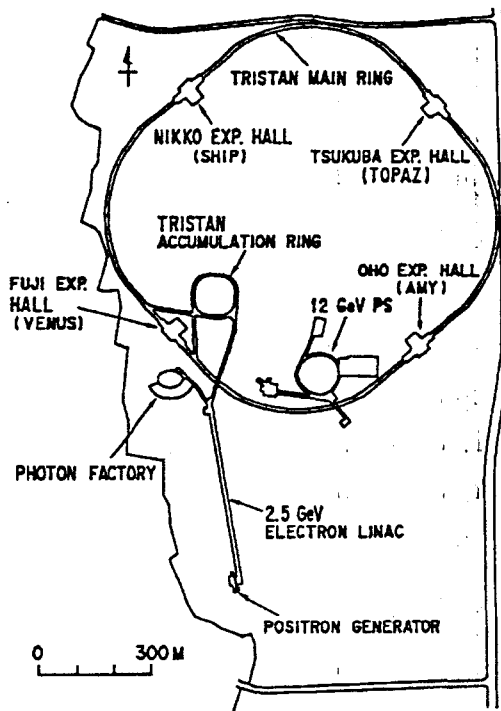 TRISTAN MAIN RING
NIKKO EXP. HALL
(SHIP)
TSUKUBA EXP. HALL
(TOPAZ)
TRISTAN
ACCUMULATION RING
FUJI EXP.
HALL
(VENUS)
OHO EXP. HALL
(AMY)
12 GeV PS
PHOTON FACTORY
2.5 GeV
ELECTRON LINAC
POSITRON GENERATOR
0 300M